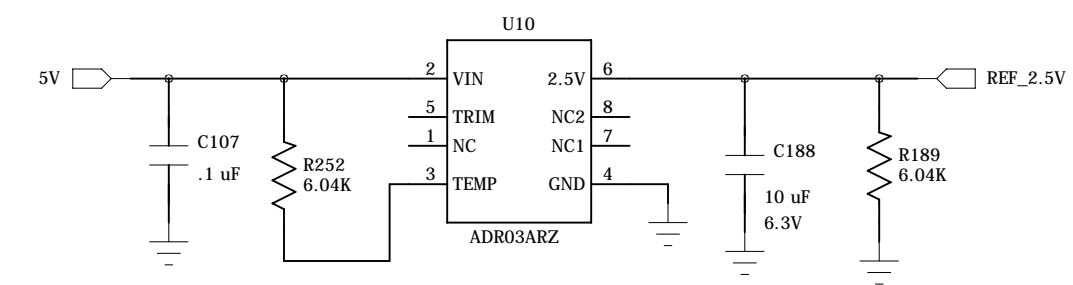 U10
5V
2
VIN
2.5V
6
REF_2.5V
5
TRIM
NC2
8
1
NC
NC1
7
3
TEMP
GND
4
ADR03ARZ
C107
.1 uF
R252
6.04K
C188
10 uF
6.3V
R189
6.04K